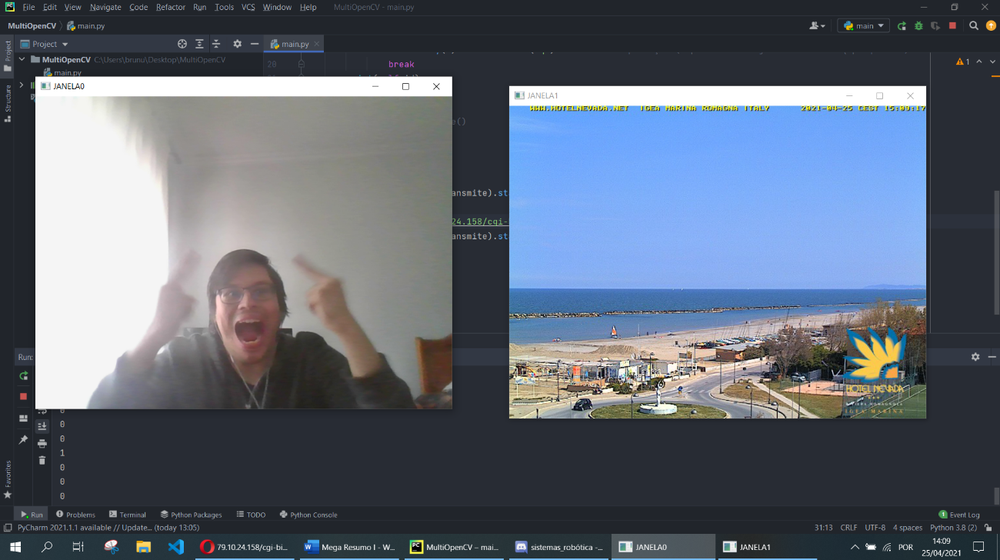 File Edit View Navigate Code Refactor Run Tools VCS Window Help MultiOpenCV - main.py
MultiOpenCV main.py
main
Project
main.py
MultiOpenCV C:\Users\brunu\Desktop\MultiOpenCV
main.py
20 break
1
JANELA0
JANELA1
WWW.HOTELNEVADA.NET IGEA MARINA ROMAGNA ITALY 2021-04-25 CEST 15:09:17
e()
ansmite).st
24.158/cgi-
ansmite).st
HOTEL NEVADA
RIVIERA ROMAGNOLA
IGEA MARINA
Project
Structure
Favorites
Run:
0
0
0
1
0
0
0
Run Problems Terminal Python Packages TODO Python Console 1 Event Log
PyCharm 2021.1.1 available // Update... (today 13:05) 31:13 CRLF UTF-8 4 spaces Python 3.8 (2)
79.10.24.158/cgi-bi... Mega Resumo I - W... MultiOpenCV – mai... sistemas_robótica -... JANELA0 JANELA1 POR 14:09
25/04/2021